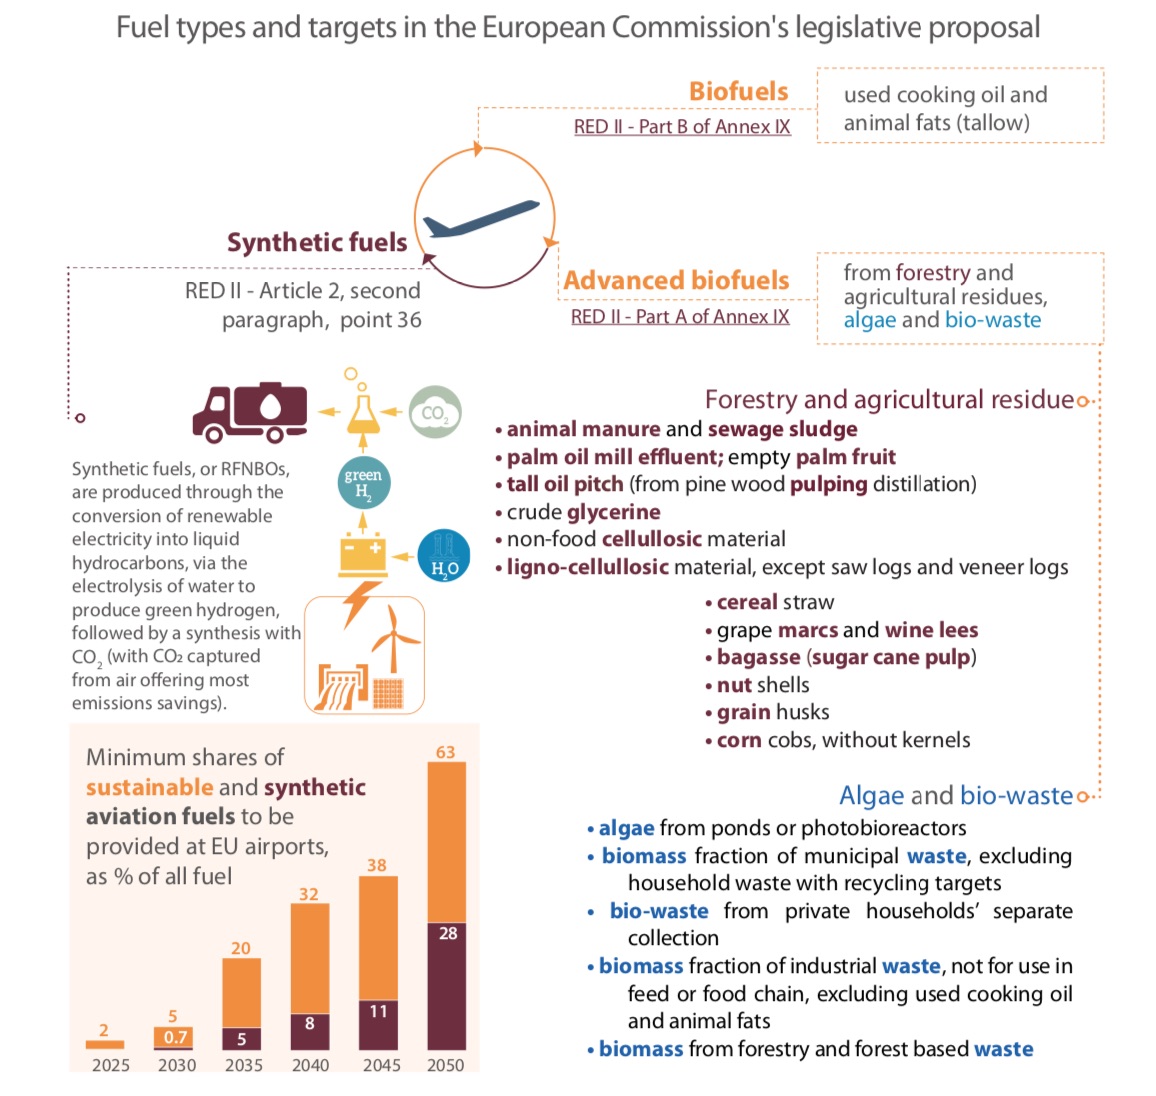 Fuel types and targets in the European Commission's legislative proposal
Biofuels
RED II - Part B of Annex IX
used cooking oil and
animal fats (tallow)
Synthetic fuels
RED II - Article 2, second
paragraph, point 36
Advanced biofuels
RED II - Part A of Annex IX
from forestry and
agricultural residues,
algae and bio-waste
CO₂
green
H₂
H₂O
Synthetic fuels, or RFNBOs,
are produced through the
conversion of renewable
electricity into liquid
hydrocarbons, via the
electrolysis of water to
produce green hydrogen,
followed by a synthesis with
CO₂ (with CO₂ captured
from air offering most
emissions savings).
Forestry and agricultural residue
• animal manure and sewage sludge
• palm oil mill effluent; empty palm fruit
• tall oil pitch (from pine wood pulping distillation)
• crude glycerine
• non-food cellullosic material
• ligno-cellullosic material, except saw logs and veneer logs
• cereal straw
• grape marcs and wine lees
• bagasse (sugar cane pulp)
• nut shells
• grain husks
• corn cobs, without kernels
Algae and bio-waste
• algae from ponds or photobioreactors
• biomass fraction of municipal waste, excluding
household waste with recycling targets
• bio-waste from private households' separate
collection
• biomass fraction of industrial waste, not for use in
feed or food chain, excluding used cooking oil
and animal fats
• biomass from forestry and forest based waste
Minimum shares of
sustainable and synthetic
aviation fuels to be
provided at EU airports,
as % of all fuel
2
5
0.7
20
5
32
8
38
11
63
28
2025
2030
2035
2040
2045
2050